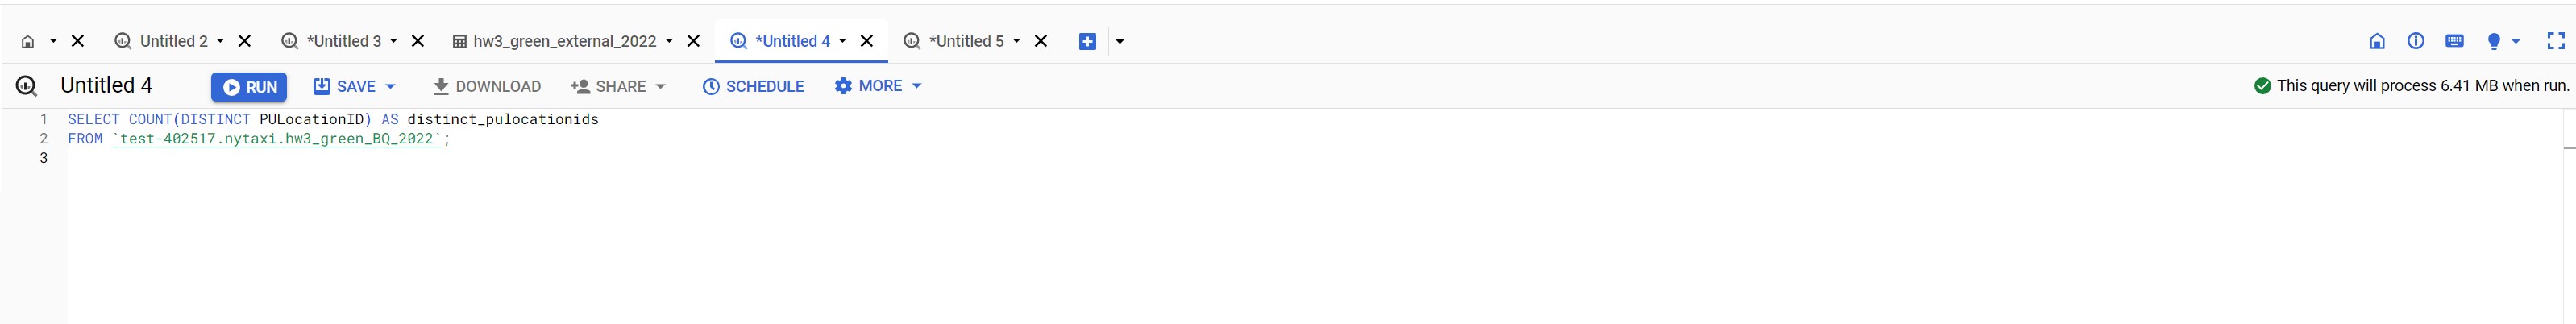 Untitled 2 *Untitled 3 hw3_green_external_2022 *Untitled 4 *Untitled 5
Untitled 4 RUN SAVE DOWNLOAD SHARE SCHEDULE MORE This query will process 6.41 MB when run.
1 SELECT COUNT(DISTINCT PULocationID) AS distinct_pulocationids
2 FROM `test-402517.nytaxi.hw3_green_BQ_2022`;
3